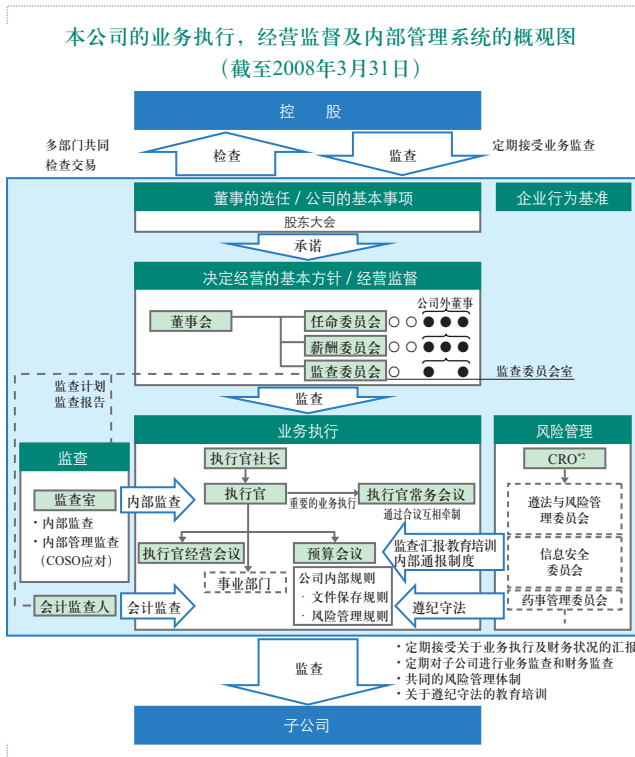 本公司的业务执行，经营监督及内部管理系统的概观图
（截至2008年3月31日）
控　股
多部门共同
检查交易
检查
监查
定期接受业务监查
董事的选任 / 公司的基本事项
股东大会
企业行为基准
承诺
决定经营的基本方针 / 经营监督
公司外董事
董事会
任命委员会
薪酬委员会
监查委员会
监查委员会室
监查计划
监查报告
监查
业务执行
风险管理
监查
执行官社长
CRO*2
监查室
内部监查
执行官
重要的业务执行
执行官常务会议
通过合议互相牵制
遵法与风险管
理委员会
· 内部监查
· 内部管理监查
（COSO应对）
执行官经营会议
预算会议
监查汇报·教育培训
内部通报制度
信息安全
委员会
事业部门
公司内部规则
· 文件保存规则
· 风险管理规则
药事管理委员会
会计监查人
会计监查
遵纪守法
监查
· 定期接受关于业务执行及财务状况的汇报
· 定期对子公司进行业务监查和财务监查
· 共同的风险管理体制
· 关于遵纪守法的教育培训
子公司